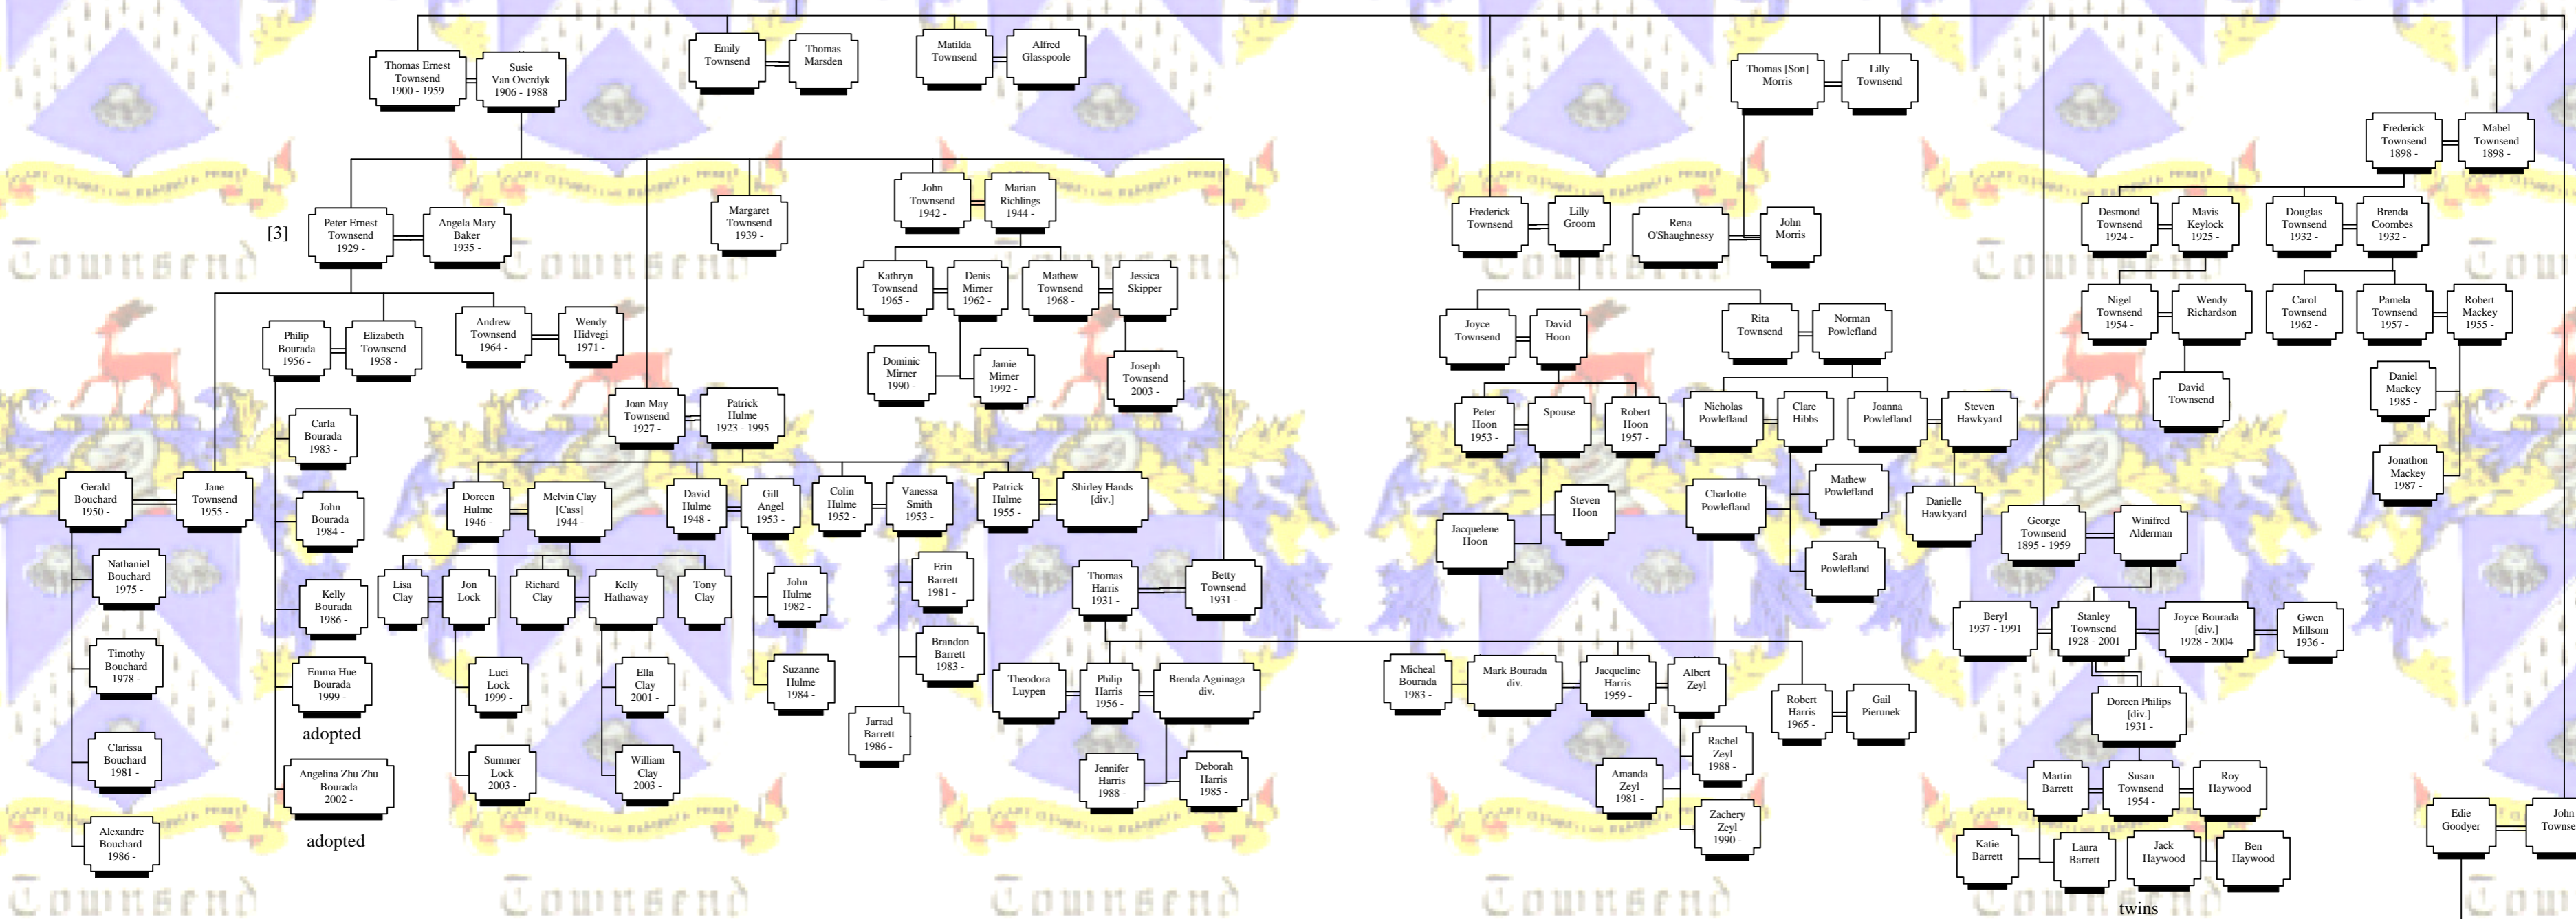 Thomas Ernest
Townsend
1900 - 1959
Susie
Van Overdyk
1906 - 1988
Emily
Townsend
Thomas
Marsden
Matilda
Townsend
Alfred
Glasspoole
Thomas [Son]
Morris
Lilly
Townsend
Frederick
Townsend
1898 -
Mabel
Townsend
1898 -
[3]
Peter Ernest
Townsend
1929 -
Angela Mary
Baker
1935 -
Margaret
Townsend
1939 -
John
Townsend
1942 -
Marian
Richlings
1944 -
Frederick
Townsend
Lilly
Groom
Rena
O'Shaughnessy
John
Morris
Desmond
Townsend
1924 -
Mavis
Keylock
1925 -
Douglas
Townsend
1932 -
Brenda
Coombes
1932 -
Kathryn
Townsend
1965 -
Denis
Mirner
1962 -
Mathew
Townsend
1968 -
Jessica
Skipper
Nigel
Townsend
1954 -
Wendy
Richardson
Carol
Townsend
1962 -
Pamela
Townsend
1957 -
Robert
Mackey
1955 -
Philip
Bourada
1956 -
Elizabeth
Townsend
1958 -
Andrew
Townsend
1964 -
Wendy
Hidvegi
1971 -
Joyce
Townsend
David
Hoon
Rita
Townsend
Norman
Powlefland
Dominic
Mirner
1990 -
Jamie
Mirner
1992 -
Joseph
Townsend
2003 -
David
Townsend
Daniel
Mackey
1985 -
Joan May
Townsend
1927 -
Patrick
Hulme
1923 - 1995
Carla
Bourada
1983 -
Peter
Hoon
1953 -
Spouse
Robert
Hoon
1957 -
Nicholas
Powlefland
Clare
Hibbs
Joanna
Powlefland
Steven
Hawkyard
Jonathon
Mackey
1987 -
Gerald
Bouchard
1950 -
Jane
Townsend
1955 -
John
Bourada
1984 -
Doreen
Hulme
1946 -
Melvin Clay
[Cass]
1944 -
David
Hulme
1948 -
Gill
Angel
1953 -
Colin
Hulme
1952 -
Vanessa
Smith
1953 -
Patrick
Hulme
1955 -
Shirley Hands
[div.]
Jacquelene
Hoon
Steven
Hoon
Charlotte
Powlefland
Mathew
Powlefland
Danielle
Hawkyard
George
Townsend
1895 - 1959
Winifred
Alderman
Nathaniel
Bouchard
1975 -
Kelly
Bourada
1986 -
Lisa
Clay
Jon
Lock
Richard
Clay
Kelly
Hathaway
Tony
Clay
John
Hulme
1982 -
Erin
Barrett
1981 -
Thomas
Harris
1931 -
Betty
Townsend
1931 -
Sarah
Powlefland
Beryl
1937 - 1991
Stanley
Townsend
1928 - 2001
Joyce Bourada
[div.]
1928 - 2004
Gwen
Millsom
1936 -
Timothy
Bouchard
1978 -
Emma Hue
Bourada
1999 -
adopted
Luci
Lock
1999 -
Ella
Clay
2001 -
Suzanne
Hulme
1984 -
Brandon
Barrett
1983 -
Theodora
Luypen
Philip
Harris
1956 -
Brenda Aguinaga
div.
Micheal
Bourada
1983 -
Mark Bourada
div.
Jacqueline
Harris
1959 -
Albert
Zeyl
Robert
Harris
1965 -
Gail
Pierunek
Doreen Philips
[div.]
1931 -
Clarissa
Bouchard
1981 -
Angelina Zhu Zhu
Bourada
2002 -
adopted
Summer
Lock
2003 -
William
Clay
2003 -
Jarrad
Barrett
1986 -
Jennifer
Harris
1988 -
Deborah
Harris
1985 -
Amanda
Zeyl
1981 -
Rachel
Zeyl
1988 -
Zachery
Zeyl
1990 -
Martin
Barrett
Susan
Townsend
1954 -
Roy
Haywood
Edie
Goodyer
John
Townse
Alexandre
Bouchard
1986 -
Katie
Barrett
Laura
Barrett
Jack
Haywood
Ben
Haywood
twins
Townsend
Townsend
Townsend
Townsend
Townsend